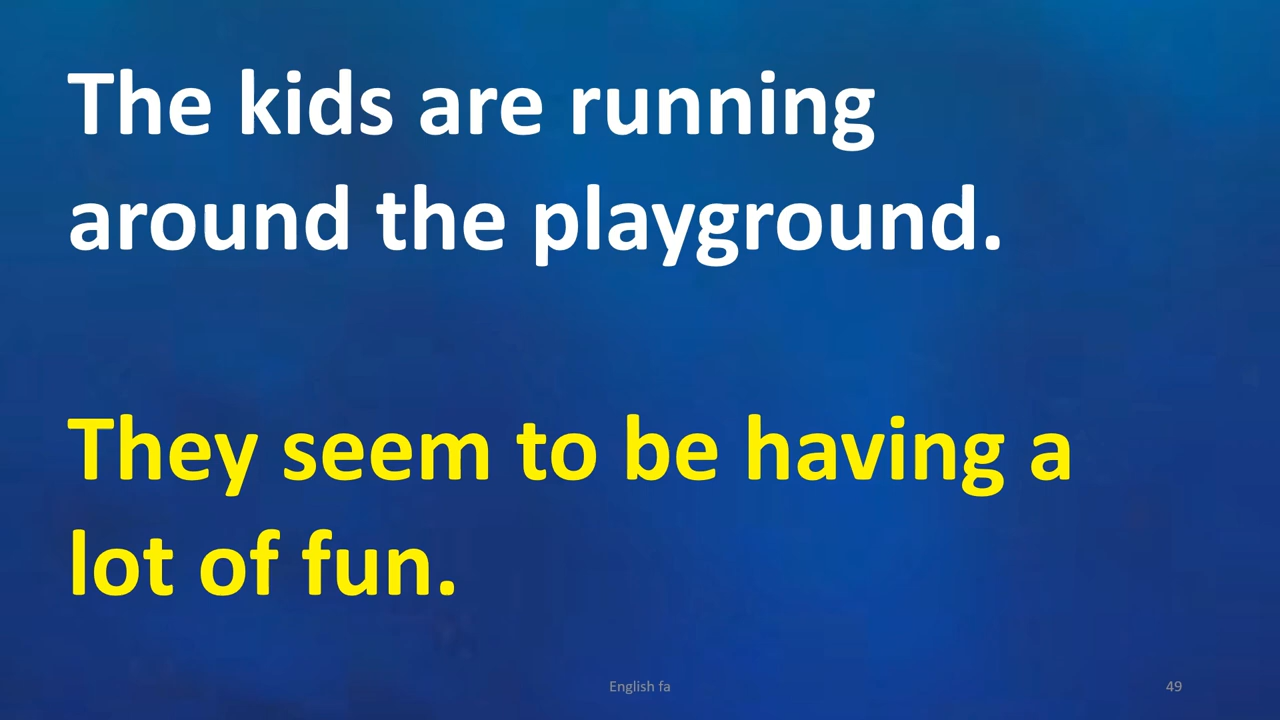 The kids are running
around the playground.
They seem to be having a
lot of fun.
English fa
49